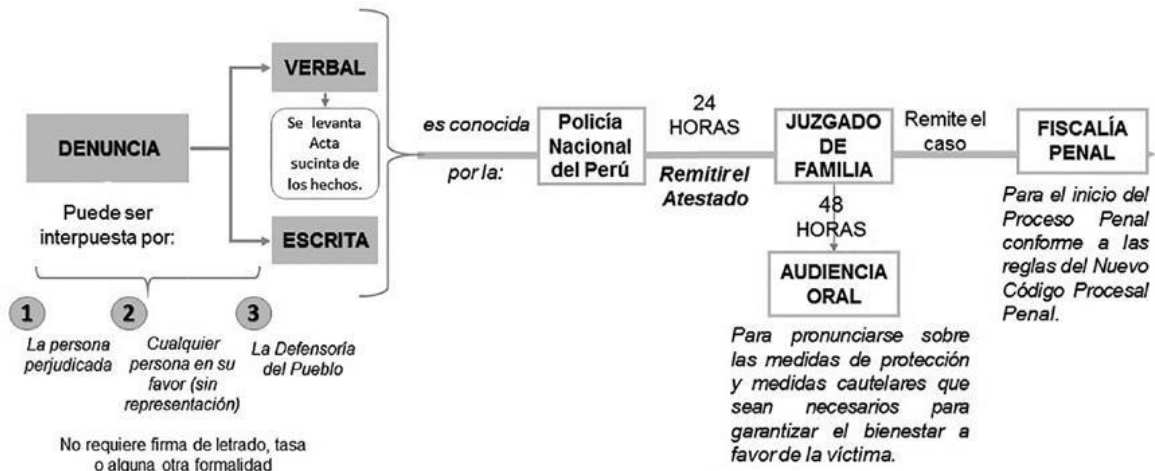 DENUNCIA
Puede ser
interpuesta por:
1
La persona
perjudicada
2
Cualquier
persona en su
favor (sin
representación)
3
La Defensoría
del Pueblo
No requiere firma de letrado, tasa
o alguna otra formalidad
VERBAL
Se levanta
Acta
sucinta de
los hechos.
ESCRITA
es conocida
por la:
Policía
Nacional
del Perú
24
HORAS
Remitir el
Atestado
JUZGADO
DE
FAMILIA
48
HORAS
AUDIENCIA
ORAL
Para pronunciarse sobre
las medidas de protección
y medidas cautelares que
sean necesarios para
garantizar el bienestar a
favor de la víctima.
Remite el
caso
FISCALÍA
PENAL
Para el inicio del
Proceso Penal
conforme a las
reglas del Nuevo
Código Procesal
Penal.